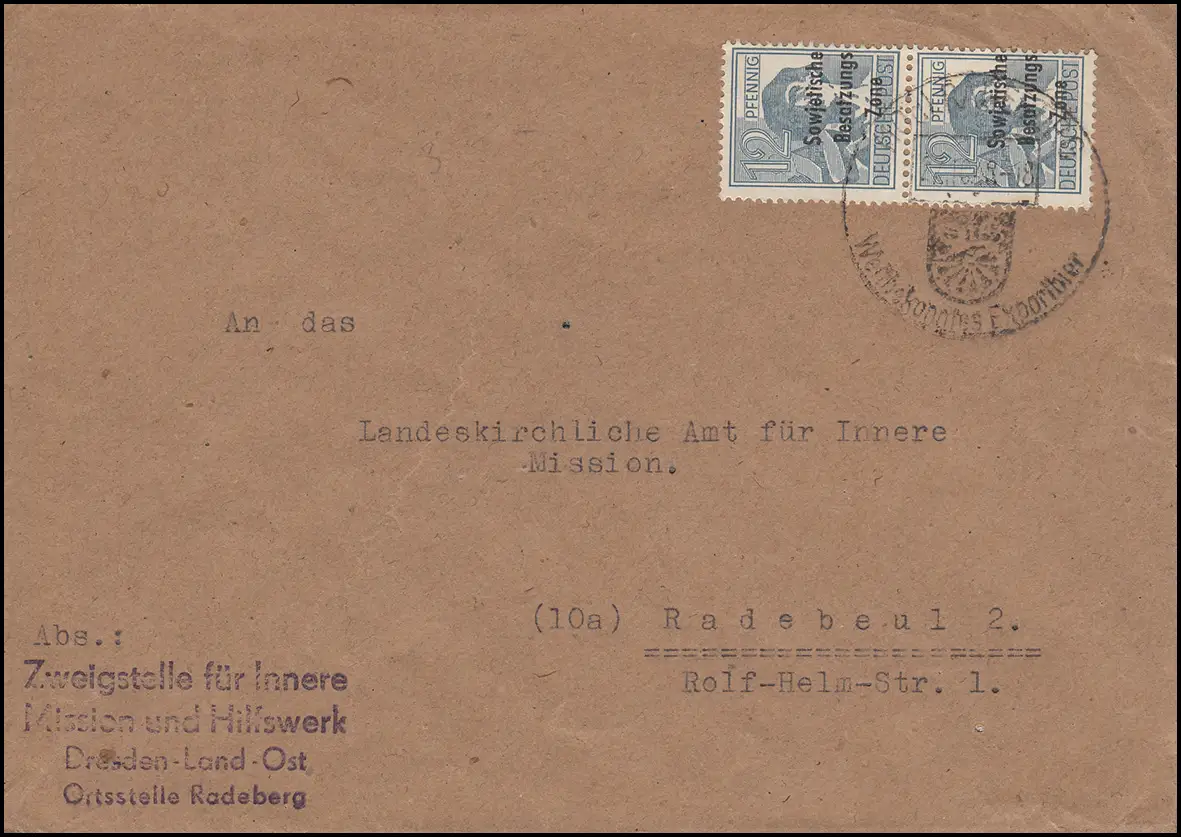 12 PFENNIG
DEUTSCHE POST
Sowjetische
Besatzungs
Zone
12 PFENNIG
DEUTSCHE POST
Sowjetische
Besatzungs
Zone
Exportbier
An das
Landeskirchliche Amt für Innere
Mission.
(10a) Radebeul 2.
====================
Rolf-Helm-Str. 1.
Abs.:
Zweigstelle für Innere
Mission und Hilfswerk
Dresden-Land-Ost
Ortsstelle Radeberg